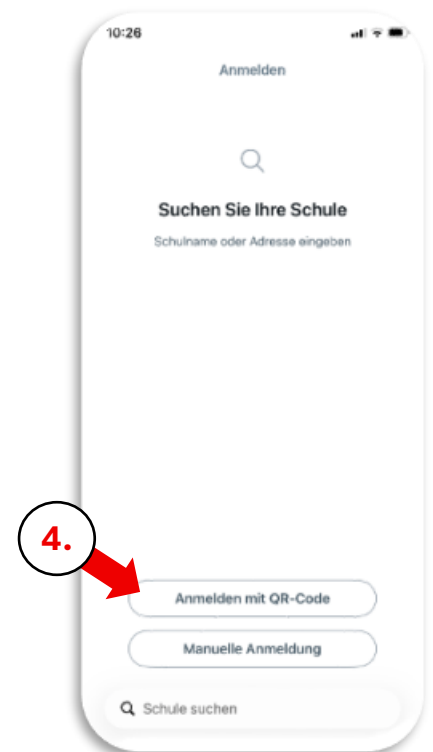 10:26
Anmelden
Suchen Sie Ihre Schule
Schulname oder Adresse eingeben
4.
Anmelden mit QR-Code
Manuelle Anmeldung
Schule suchen